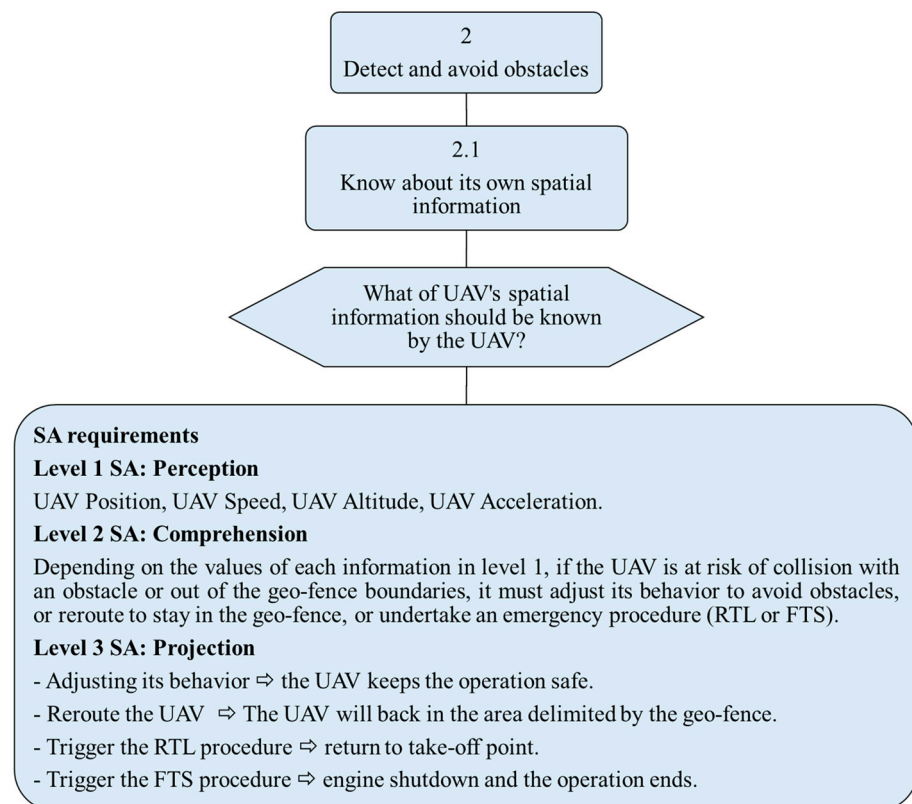 2
Detect and avoid obstacles
2.1
Know about its own spatial
information
What of UAV's spatial
information should be known
by the UAV?
SA requirements
Level 1 SA: Perception
UAV Position, UAV Speed, UAV Altitude, UAV Acceleration.
Level 2 SA: Comprehension
Depending on the values of each information in level 1, if the UAV is at risk of collision with
an obstacle or out of the geo-fence boundaries, it must adjust its behavior to avoid obstacles,
or reroute to stay in the geo-fence, or undertake an emergency procedure (RTL or FTS).
Level 3 SA: Projection
- Adjusting its behavior ⇨ the UAV keeps the operation safe.
- Reroute the UAV ⇨ The UAV will back in the area delimited by the geo-fence.
- Trigger the RTL procedure ⇨ return to take-off point.
- Trigger the FTS procedure ⇨ engine shutdown and the operation ends.